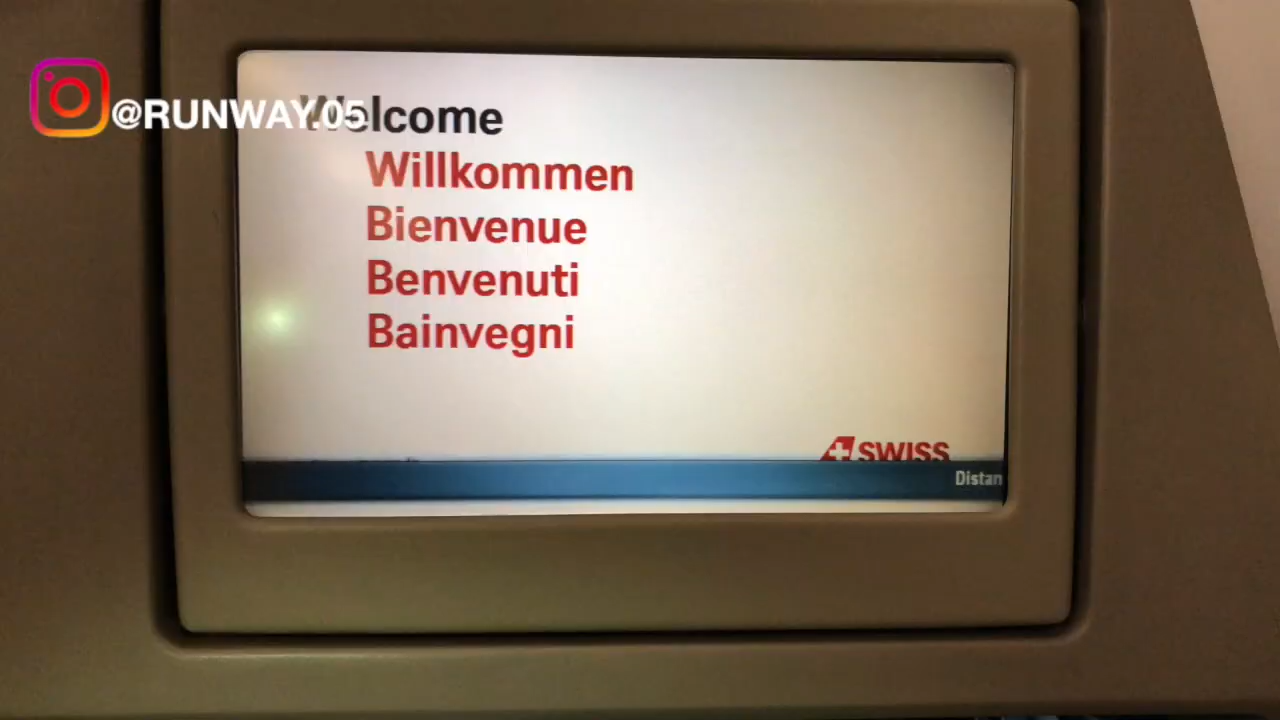 @RUNWAY.05
Welcome
Willkommen
Bienvenue
Benvenuti
Bainvegni
SWISS
Distan